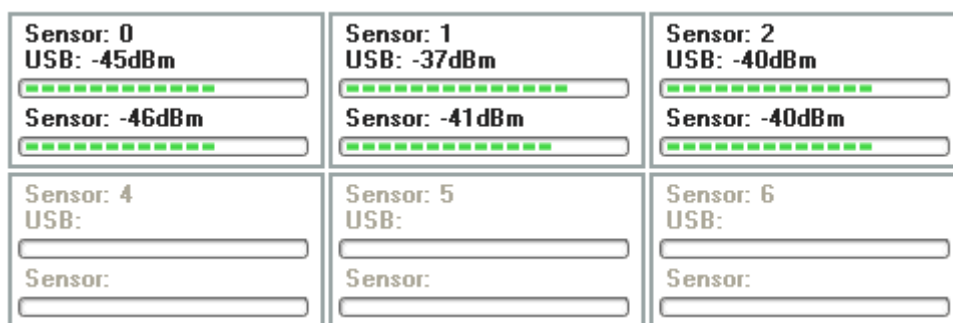 Sensor: 0
USB: -45dBm
Sensor: -46dBm
Sensor: 1
USB: -37dBm
Sensor: -41dBm
Sensor: 2
USB: -40dBm
Sensor: -40dBm
Sensor: 4
USB:
Sensor:
Sensor: 5
USB:
Sensor:
Sensor: 6
USB:
Sensor: